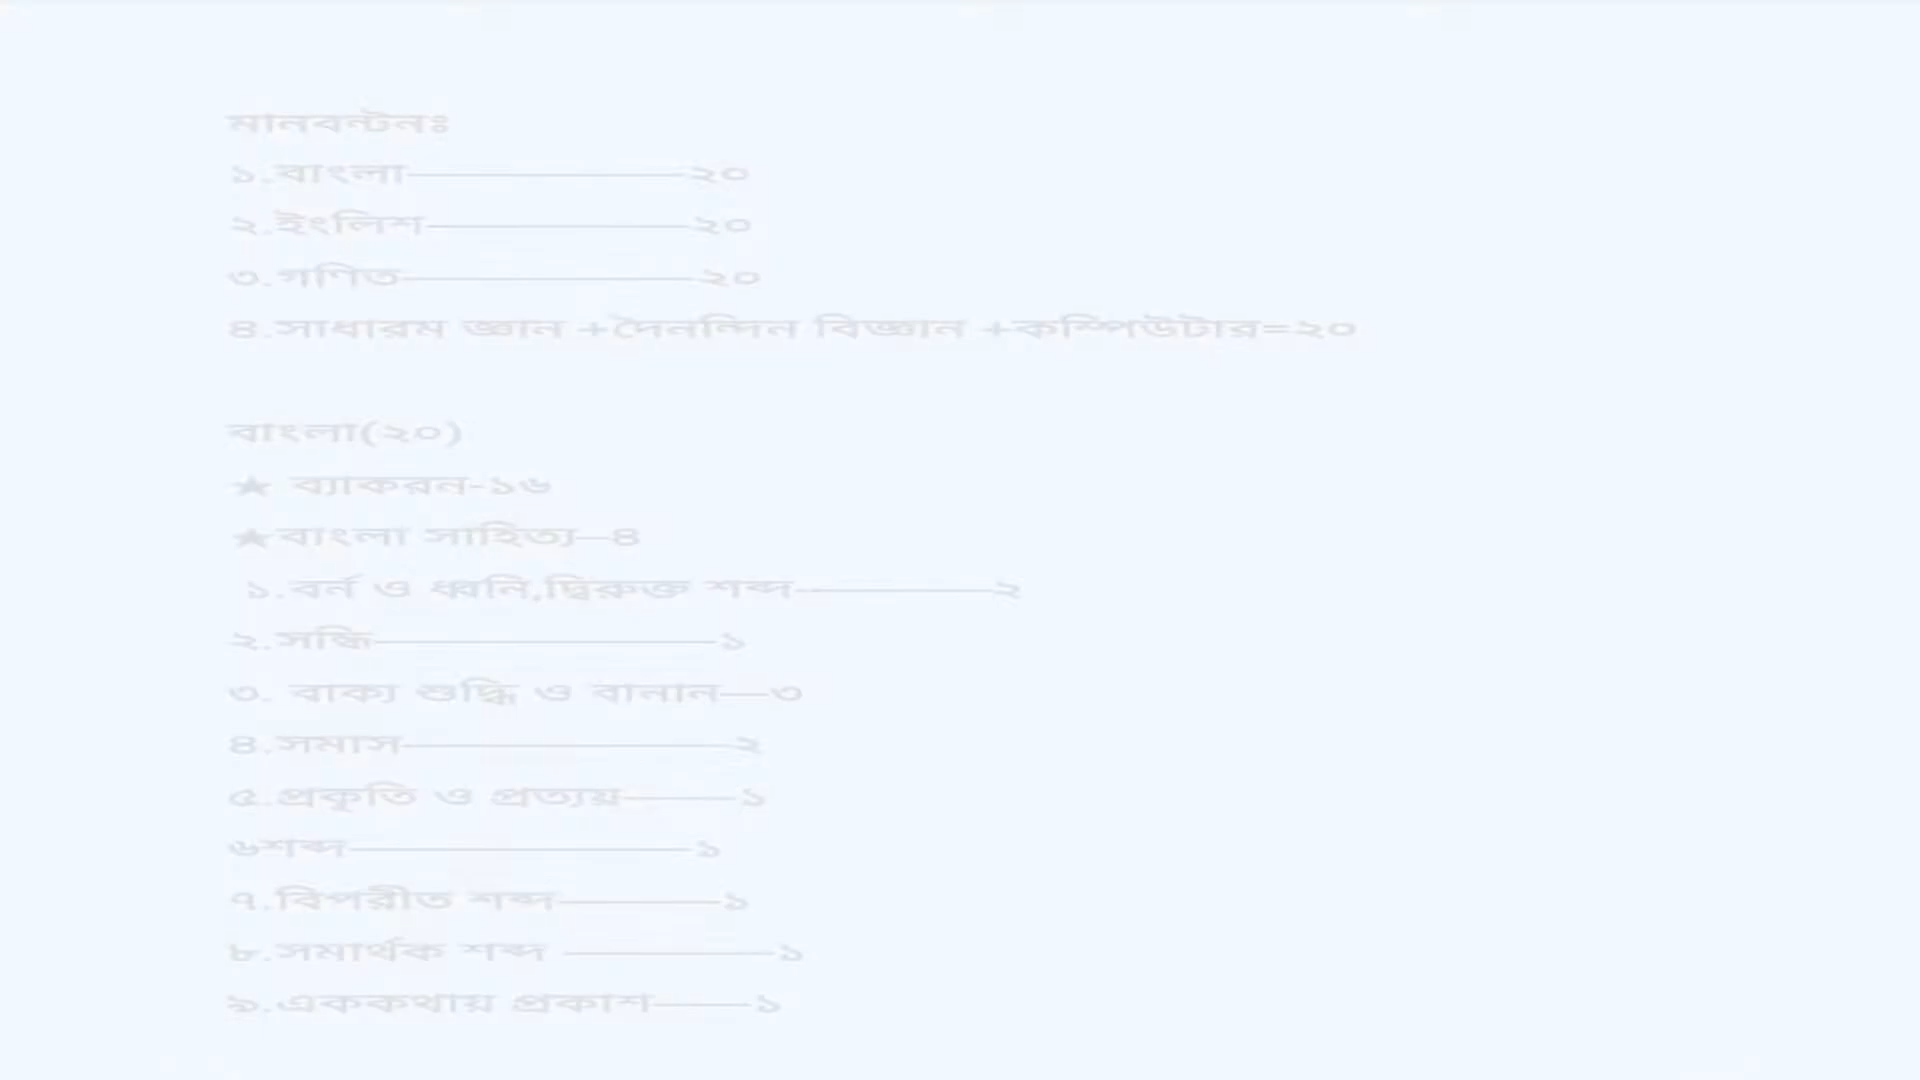 মানবন্টনঃ
১.বাংলা——————————২০
২.ইংলিশ——————————২০
৩.গণিত——————————২০
৪.সাধারম জ্ঞান +দৈনন্দিন বিজ্ঞান +কম্পিউটার=২০
বাংলা(২০)
★ ব্যাকরন-১৬
★বাংলা সাহিত্য—৪
১.বর্ন ও ধ্বনি,দ্বিরুক্ত শব্দ-———————২
২.সন্ধি————————————১
৩. বাক্য শুদ্ধি ও বানান—–৩
৪.সমাস————————————২
৫.প্রকৃতি ও প্রত্যয়————১
৬শব্দ————————————১
৭.বিপরীত শব্দ——————১
৮.সমার্থক শব্দ ———————১
৯.এককথায় প্রকাশ———১